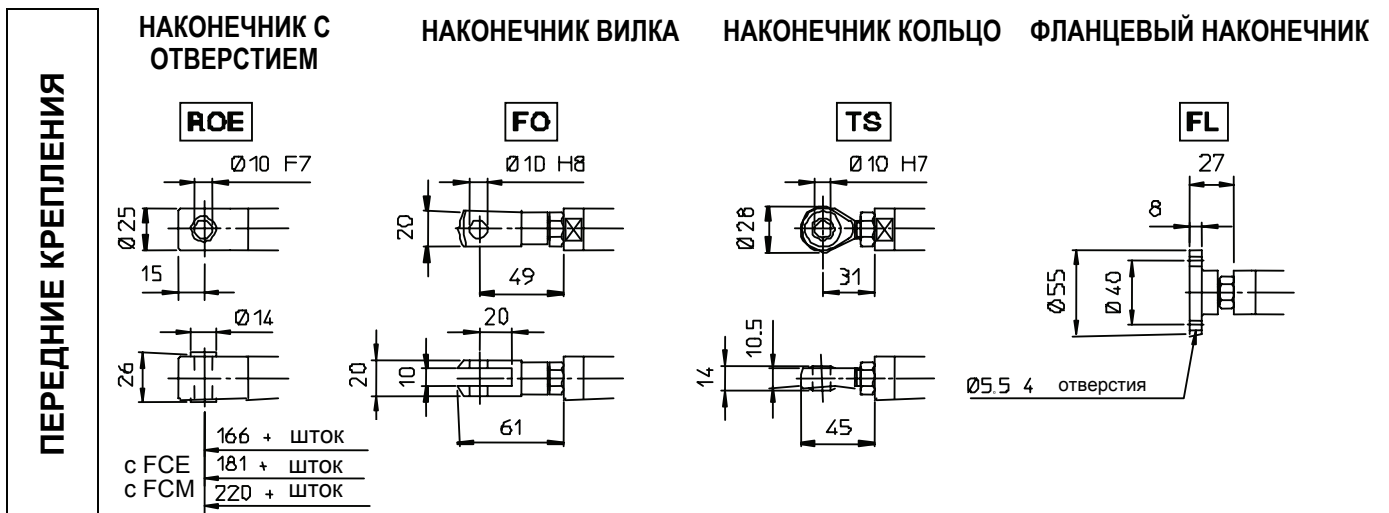 ПЕРЕДНИЕ КРЕПЛЕНИЯ
НАКОНЕЧНИК С
ОТВЕРСТИЕМ
ROE
Ø10 F7
Ø25
15
Ø14
26
166 + ШТОК
с FCE 181 + ШТОК
с FCM 220 + ШТОК
НАКОНЕЧНИК ВИЛКА
FO
Ø10 H8
20
49
20
20
10
61
НАКОНЕЧНИК КОЛЬЦО
TS
Ø10 H7
Ø28
31
10.5
14
45
ФЛАНЦЕВЫЙ НАКОНЕЧНИК
FL
27
8
Ø55
Ø40
Ø5.5 4 отверстия